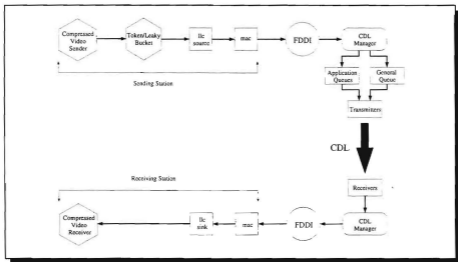 Compressed
Video
Sender
Token/Leaky
Bucket
llc
source
mac
FDDI
CDL
Manager
Application
Queues
General
Queue
Sending Station
Transmitters
CDL
Receiving Station
Receivers
Compressed
Video
Receiver
llc
sink
mac
FDDI
CDL
Manager